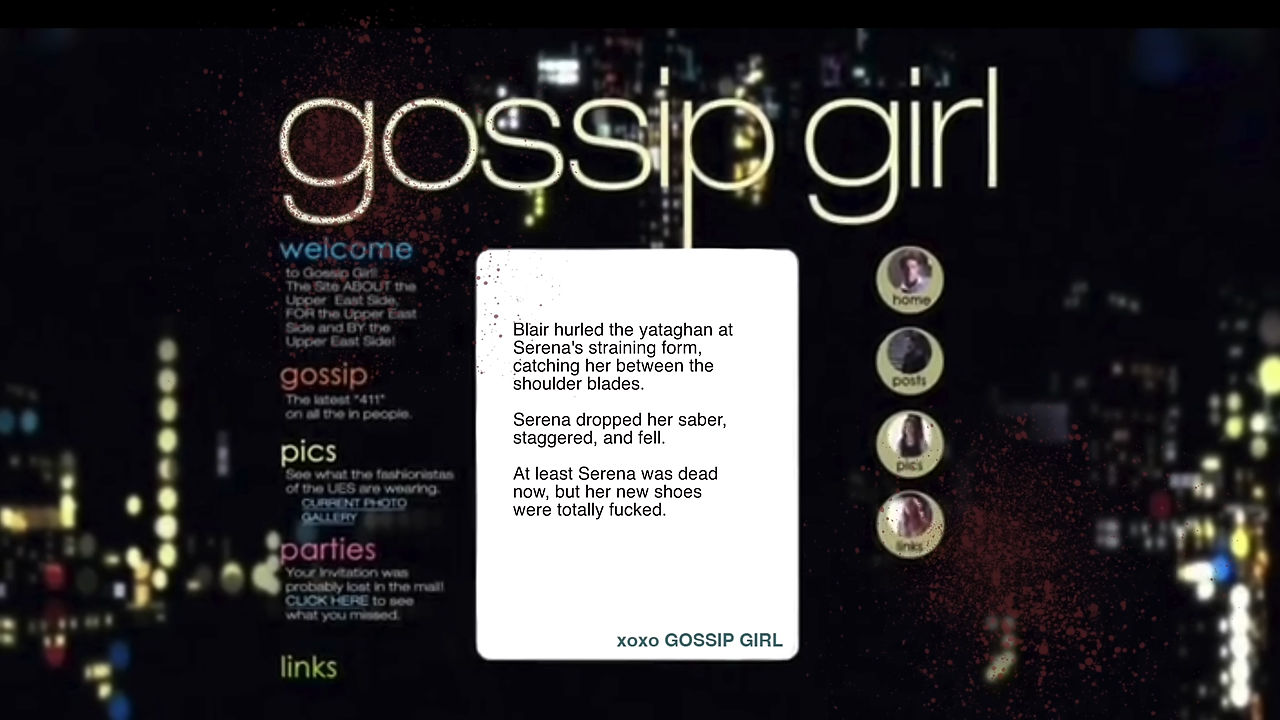 gossip girl
welcome
to Gossip Girl!
The Site ABOUT the
Upper East Side,
FOR the Upper East
Side and BY the
Upper East Side!
gossip
The latest "411"
on all the in people.
pics
See what the fashionistas
of the UES are wearing.
CURRENT PHOTO
GALLERY
parties
Your Invitation was
probably lost in the mail!
CLICK HERE to see
what you missed.
links
Blair hurled the yataghan at
Serena's straining form,
catching her between the
shoulder blades.
Serena dropped her saber,
staggered, and fell.
At least Serena was dead
now, but her new shoes
were totally fucked.
xoxo GOSSIP GIRL
home
posts
pics
links